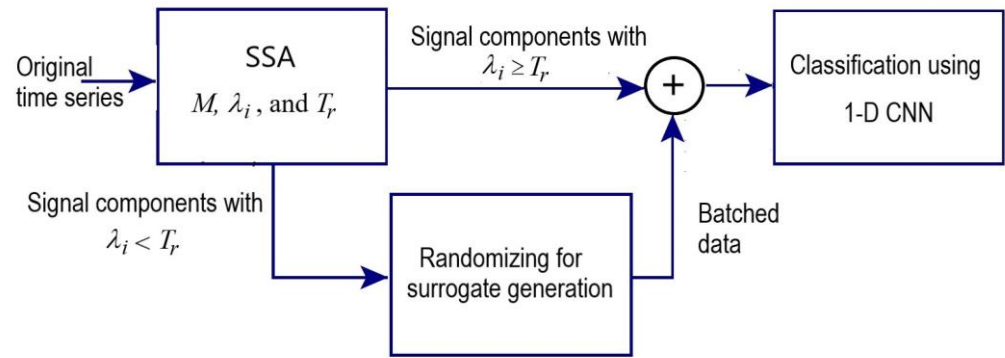 Original
time series
SSA
M, λi, and Tr
Signal components with
λi ≥ Tr
+
Classification using
1-D CNN
Signal components with
λi < Tr
Randomizing for
surrogate generation
Batched
data